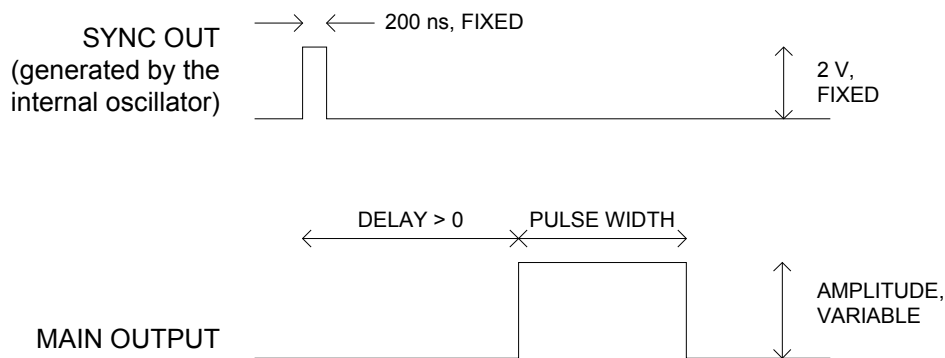 200 ns, FIXED
SYNC OUT
(generated by the
internal oscillator)
2 V,
FIXED
DELAY > 0
PULSE WIDTH
AMPLITUDE,
VARIABLE
MAIN OUTPUT